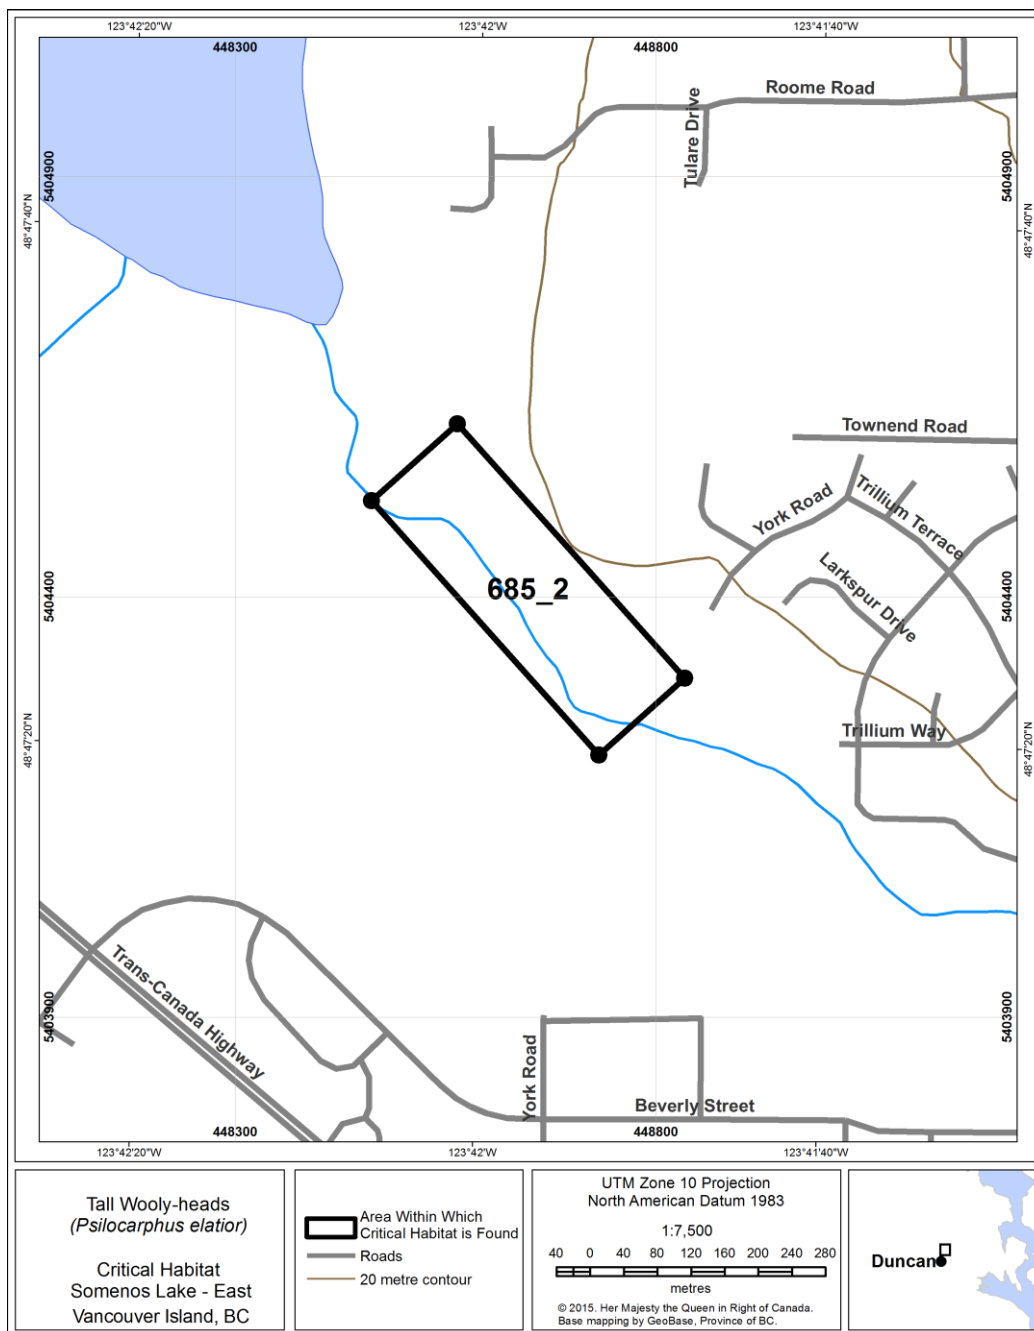 123°42'20"W
123°42'W
123°41'40"W
448300
448800
Roome Road
Tulare Drive
5404900
5404900
48°47'40"N
48°47'40"N
Townend Road
York Road
Trillium Terrace
Larkspur Drive
685_2
5404400
5404400
Trillium Way
48°47'20"N
48°47'20"N
Trans-Canada Highway
5403900
5403900
York Road
Beverly Street
448300
448800
123°42'20"W
123°42'W
123°41'40"W
Tall Wooly-heads
(Psilocarphus elatior)
Critical Habitat
Somenos Lake - East
Vancouver Island, BC
Area Within Which
Critical Habitat is Found
Roads
20 metre contour
UTM Zone 10 Projection
North American Datum 1983
1:7,500
40 0 40 80 120 160 200 240 280
metres
© 2015. Her Majesty the Queen in Right of Canada.
Base mapping by GeoBase, Province of BC.
Duncan